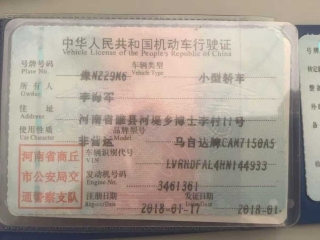 中华人民共和国机动车行驶证
Vehicle License of the People's Republic of China
号牌号码 豫N229M6 车辆类型 小型轿车
Plate No. Vehicle Type
所有人 李海军
Owner
住址 河南省睢县河堤乡博士李村11号
Address
使用性质 非营运 品牌型号 马自达牌CAM7150A5
Use Character Model
河南省商丘
市公安局交
通警察支队
车辆识别代号 LVRHDFAL4HN144933
VIN
发动机号码 3461361
Engine No.
注册日期 2018-01-17 发证日期 2018-01-
Register Date Issue Date